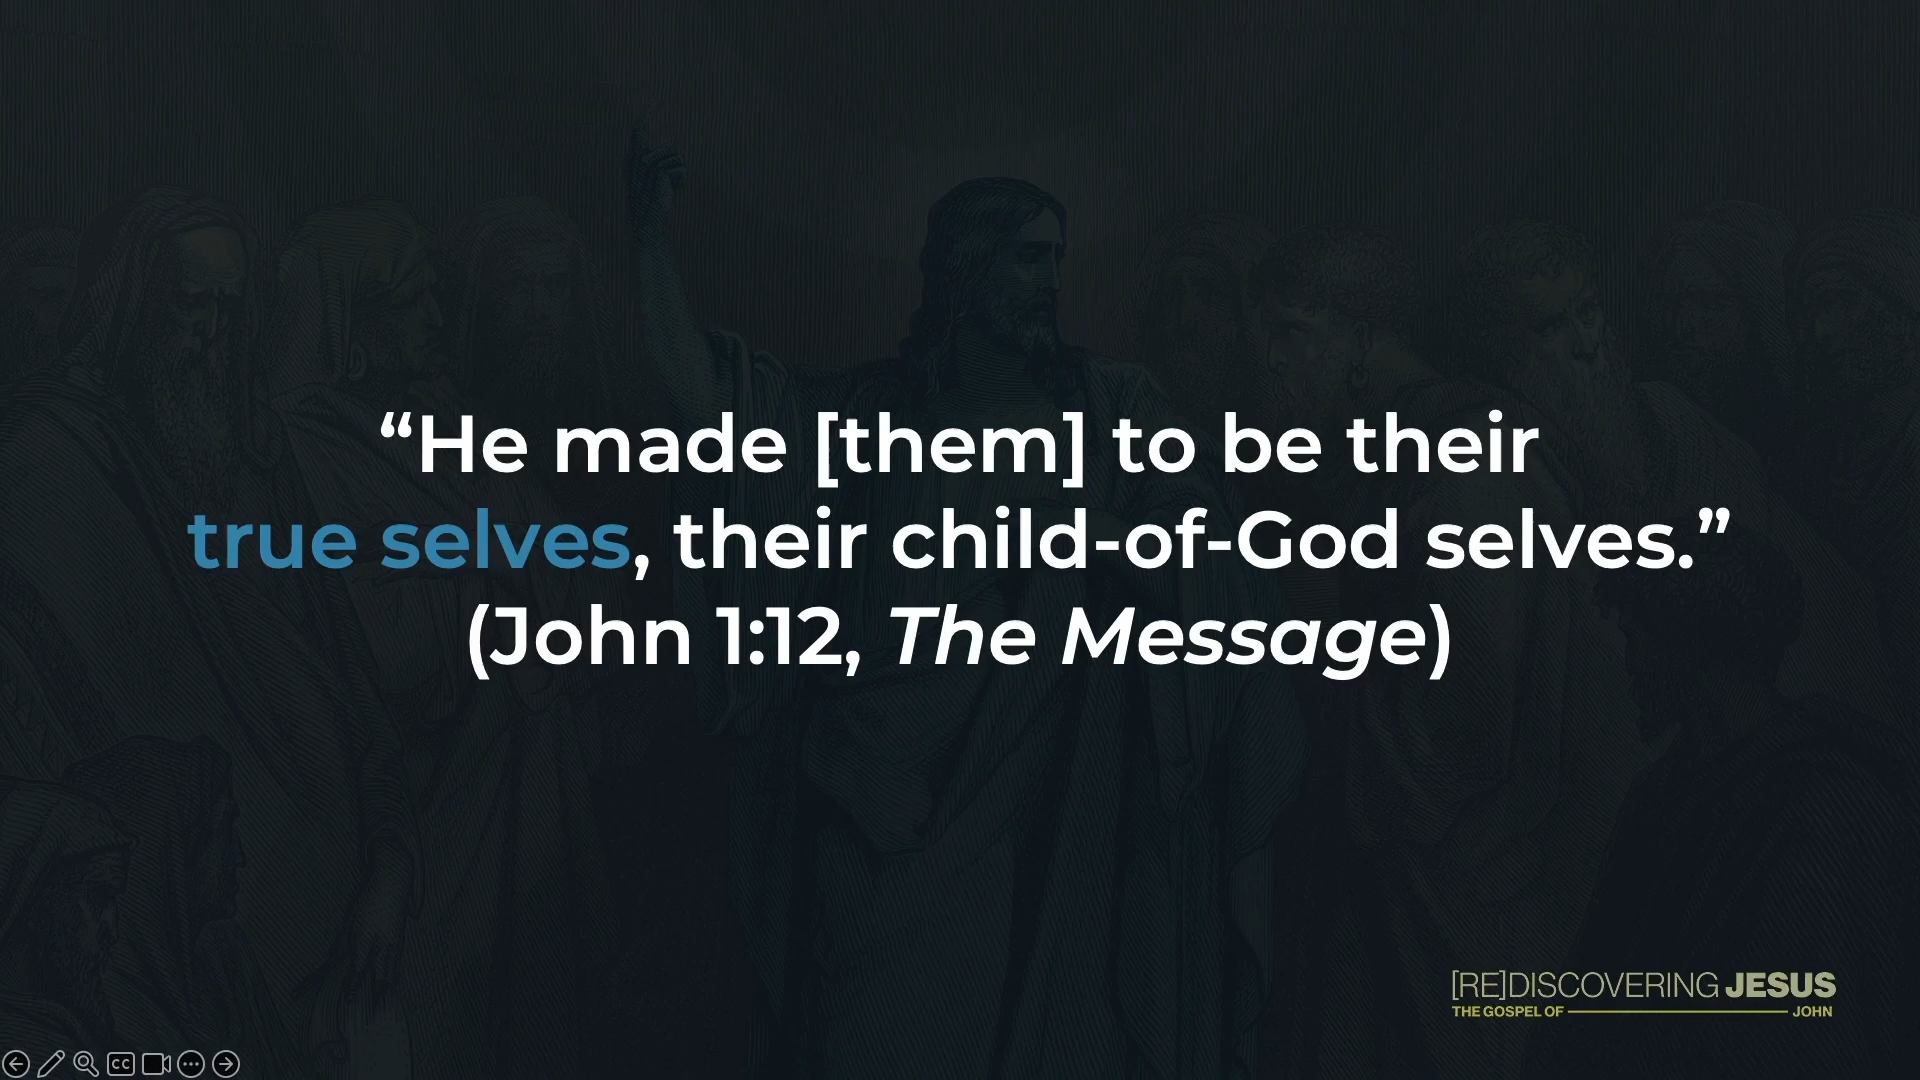 “He made [them] to be their
true selves, their child-of-God selves.”
(John 1:12, The Message)
[RE]DISCOVERING JESUS
THE GOSPEL OF JOHN
CC